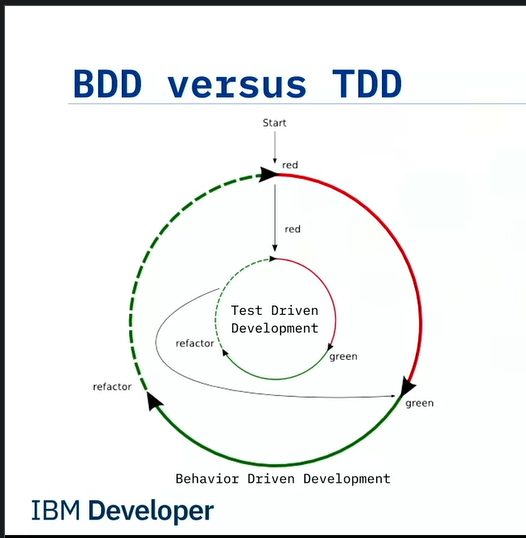 BDD versus TDD
Start
red
red
Test Driven
Development
refactor
green
refactor
green
Behavior Driven Development
IBM Developer